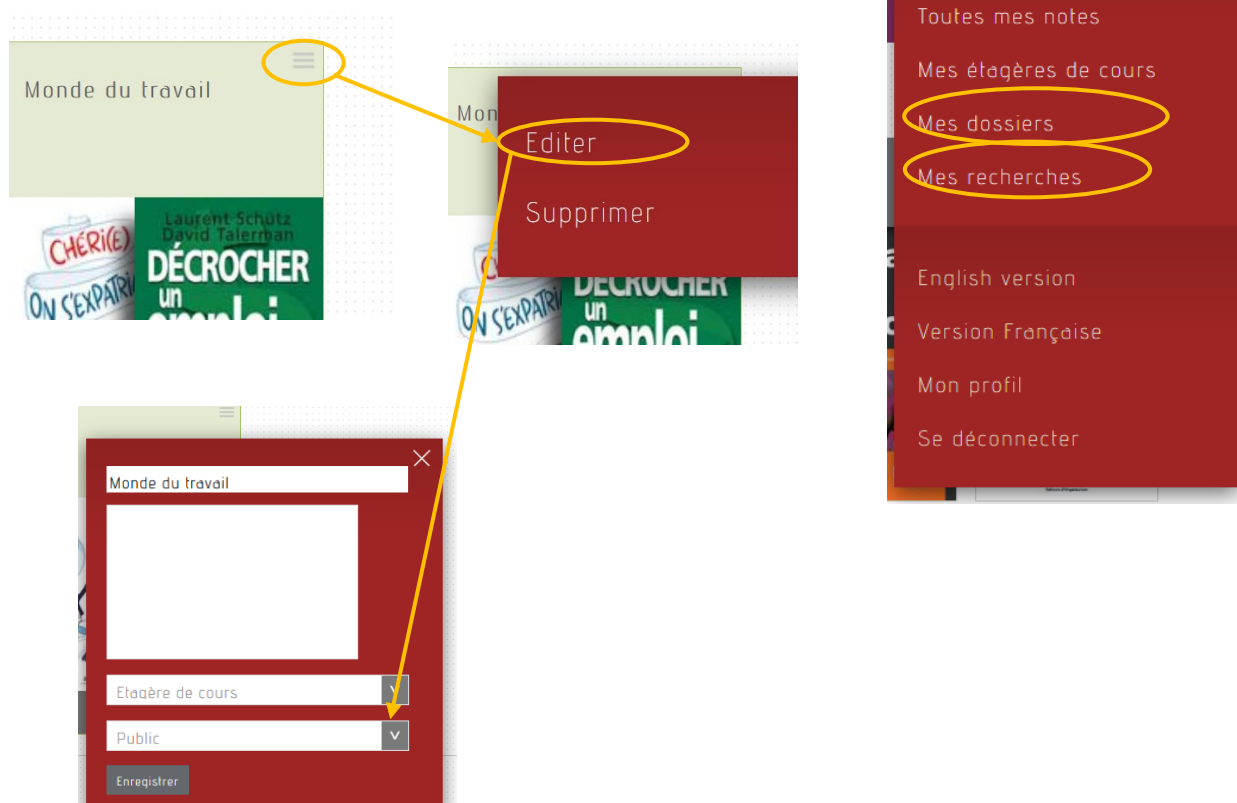 Monde du travail
CHÉRI(E)
ON S'EXPATRI
Laurent Schütz
David Talerman
DÉCROCHER
un
emploi
Mon
Editer
Supprimer
DÉCROCHER
ON S'EXPATRI
un
emploi
Toutes mes notes
Mes étagères de cours
Mes dossiers
Mes recherches
English version
Version Française
Mon profil
Se déconnecter
Monde du travail
Etagère de cours
Public
Enregistrer